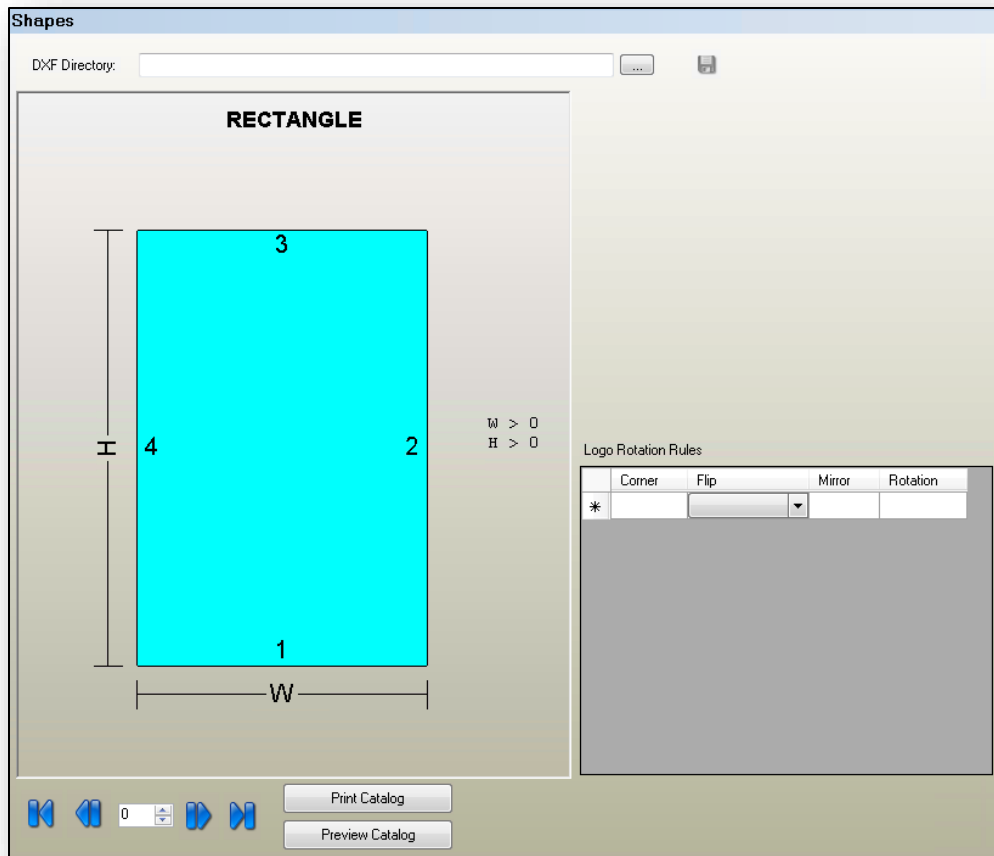 Shapes
DXF Directory:
...
RECTANGLE
3
H
4
2
W > 0
H > 0
1
W
Logo Rotation Rules
Corner Flip Mirror Rotation
*
0
Print Catalog
Preview Catalog